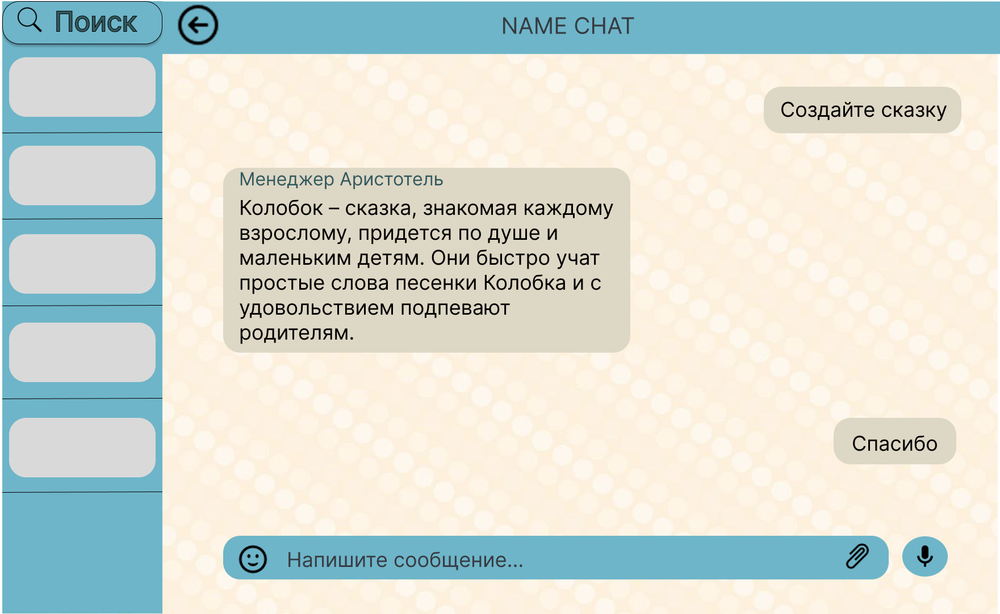 Поиск
NAME CHAT
Создайте сказку
Менеджер Аристотель
Колобок – сказка, знакомая каждому
взрослому, придется по душе и
маленьким детям. Они быстро учат
простые слова песенки Колобка и с
удовольствием подпевают
родителям.
Спасибо
Напишите сообщение...